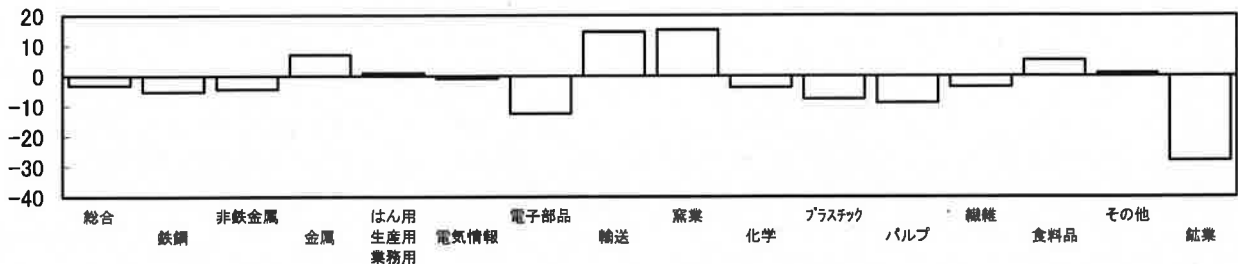 20
10
0
-10
-20
-30
-40
総合
鉄鋼
非鉄金属
金属
はん用
生産用
業務用
電気情報
電子部品
輸送
窯業
化学
プラスチック
パルプ
繊維
食料品
その他
鉱業